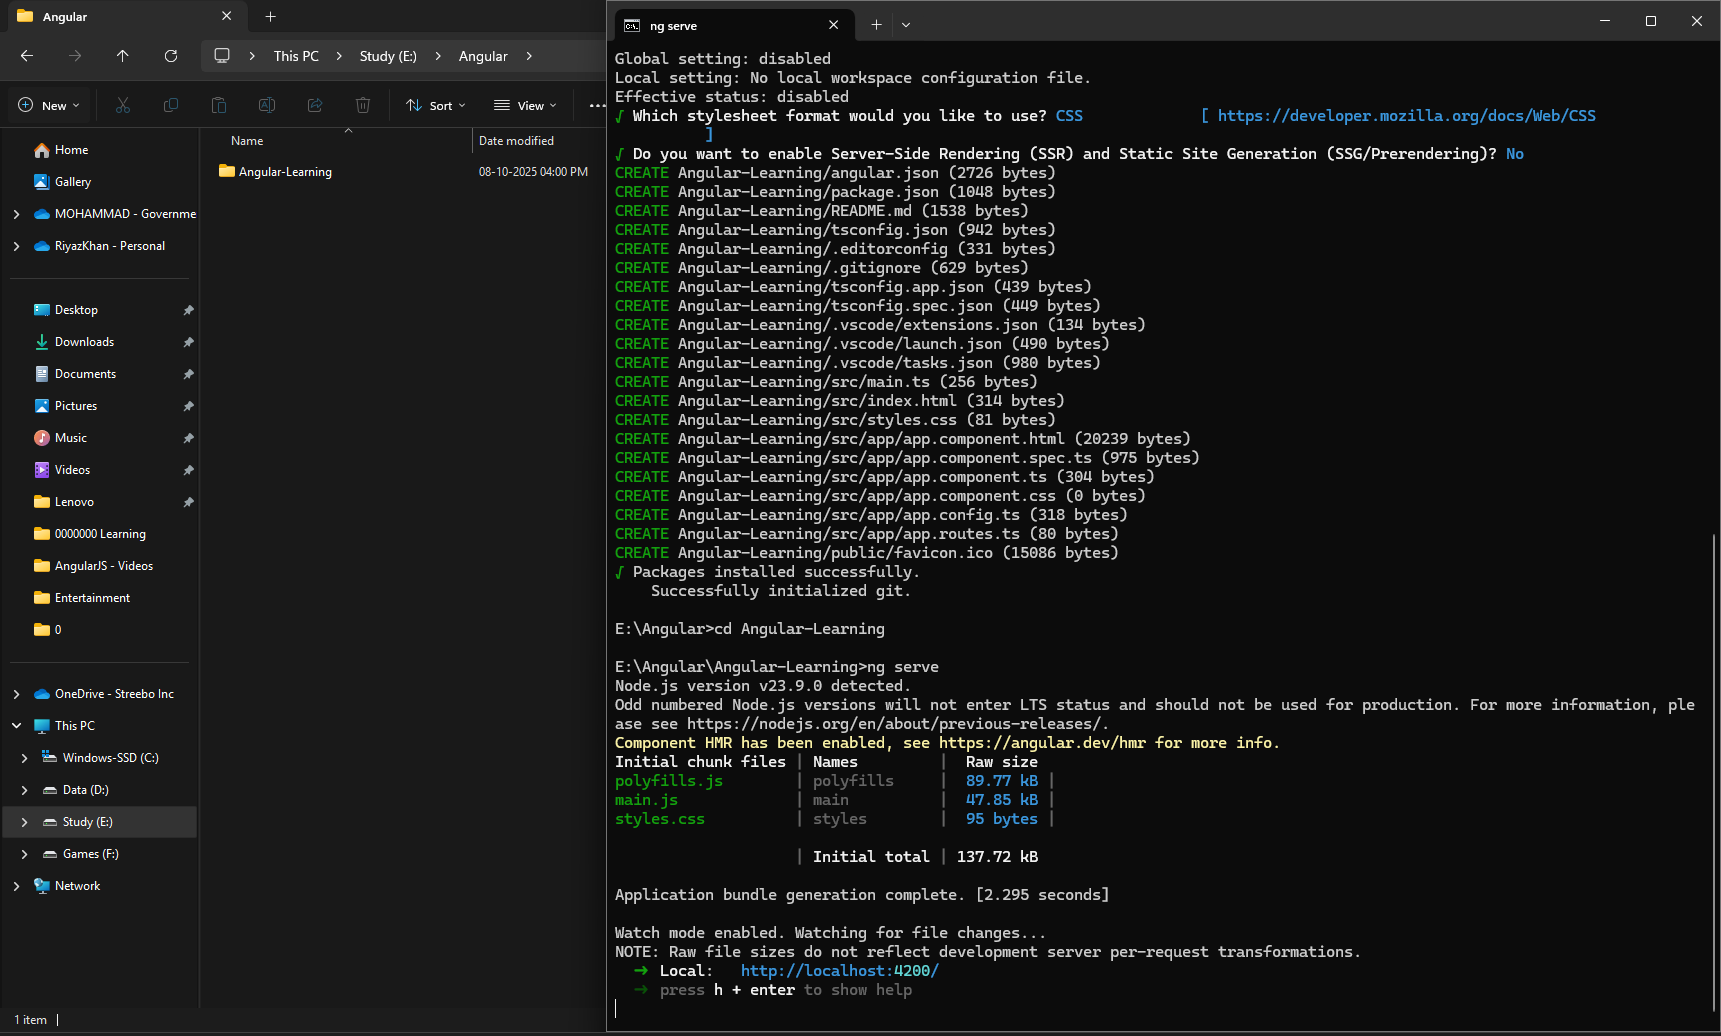 Angular
This PC
Study (E:)
Angular
New
Sort
View
Name
Date modified
Angular-Learning
08-10-2025 04:00 PM
Home
Gallery
MOHAMMAD - Governme
RiyazKhan - Personal
Desktop
Downloads
Documents
Pictures
Music
Videos
Lenovo
0000000 Learning
AngularJS - Videos
Entertainment
0
OneDrive - Streebo Inc
This PC
Windows-SSD (C:)
Data (D:)
Study (E:)
Games (F:)
Network
1 item
ng serve
Global setting: disabled
Local setting: No local workspace configuration file.
Effective status: disabled
√ Which stylesheet format would you like to use? CSS [ https://developer.mozilla.org/docs/Web/CSS
]
√ Do you want to enable Server-Side Rendering (SSR) and Static Site Generation (SSG/Prerendering)? No
CREATE Angular-Learning/angular.json (2726 bytes)
CREATE Angular-Learning/package.json (1048 bytes)
CREATE Angular-Learning/README.md (1538 bytes)
CREATE Angular-Learning/tsconfig.json (942 bytes)
CREATE Angular-Learning/.editorconfig (331 bytes)
CREATE Angular-Learning/.gitignore (629 bytes)
CREATE Angular-Learning/tsconfig.app.json (439 bytes)
CREATE Angular-Learning/tsconfig.spec.json (449 bytes)
CREATE Angular-Learning/.vscode/extensions.json (134 bytes)
CREATE Angular-Learning/.vscode/launch.json (490 bytes)
CREATE Angular-Learning/.vscode/tasks.json (980 bytes)
CREATE Angular-Learning/src/main.ts (256 bytes)
CREATE Angular-Learning/src/index.html (314 bytes)
CREATE Angular-Learning/src/styles.css (81 bytes)
CREATE Angular-Learning/src/app/app.component.html (20239 bytes)
CREATE Angular-Learning/src/app/app.component.spec.ts (975 bytes)
CREATE Angular-Learning/src/app/app.component.ts (304 bytes)
CREATE Angular-Learning/src/app/app.component.css (0 bytes)
CREATE Angular-Learning/src/app/app.config.ts (318 bytes)
CREATE Angular-Learning/src/app/app.routes.ts (80 bytes)
CREATE Angular-Learning/public/favicon.ico (15086 bytes)
√ Packages installed successfully.
Successfully initialized git.
E:\Angular>cd Angular-Learning
E:\Angular\Angular-Learning>ng serve
Node.js version v23.9.0 detected.
Odd numbered Node.js versions will not enter LTS status and should not be used for production. For more information, ple
ase see https://nodejs.org/en/about/previous-releases/.
Component HMR has been enabled, see https://angular.dev/hmr for more info.
Initial chunk files | Names | Raw size
polyfills.js | polyfills | 89.77 kB |
main.js | main | 47.85 kB |
styles.css | styles | 95 bytes |
| Initial total | 137.72 kB
Application bundle generation complete. [2.295 seconds]
Watch mode enabled. Watching for file changes...
NOTE: Raw file sizes do not reflect development server per-request transformations.
➜ Local: http://localhost:4200/
➜ press h + enter to show help